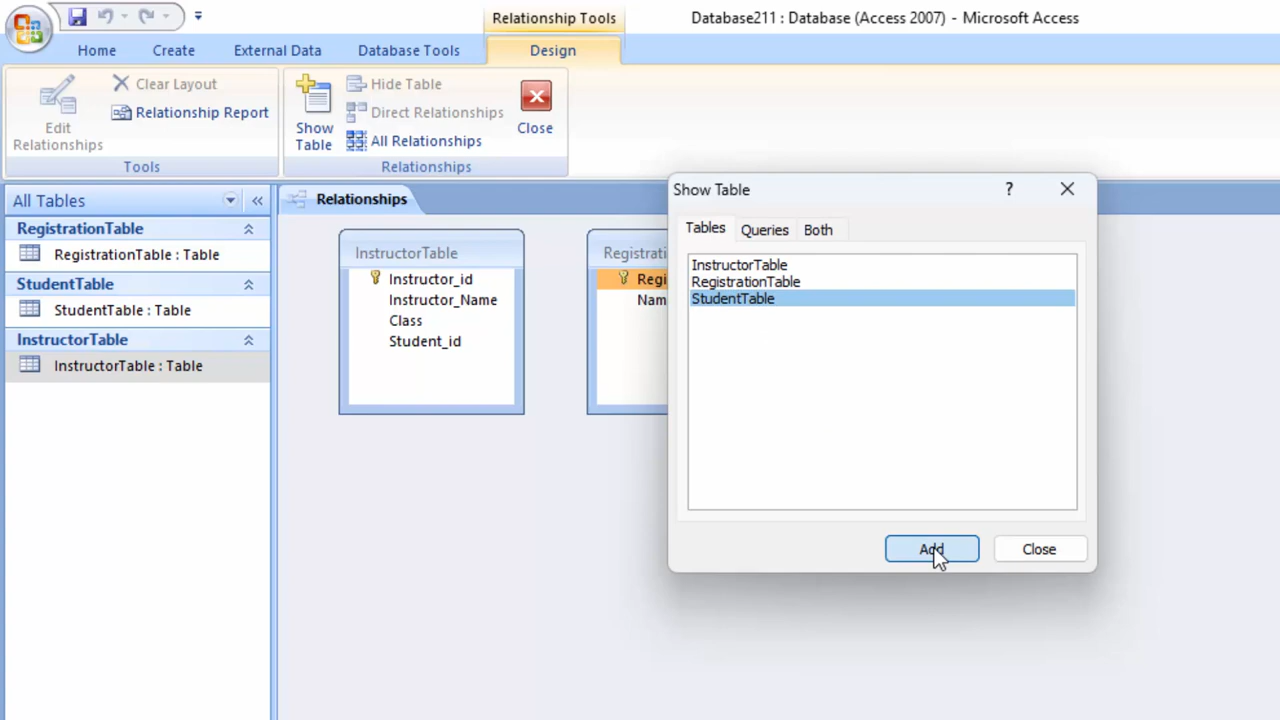 Relationship Tools
Database211 : Database (Access 2007) - Microsoft Access
Home Create External Data Database Tools Design
Clear Layout
Relationship Report
Edit
Relationships
Tools
Show
Table
Hide Table
Direct Relationships
All Relationships
Close
Relationships
All Tables
RegistrationTable
RegistrationTable : Table
StudentTable
StudentTable : Table
InstructorTable
InstructorTable : Table
Relationships
InstructorTable
Instructor_id
Instructor_Name
Class
Student_id
Registrati
Regi
Nam
Show Table
?
Tables Queries Both
InstructorTable
RegistrationTable
StudentTable
Add Close